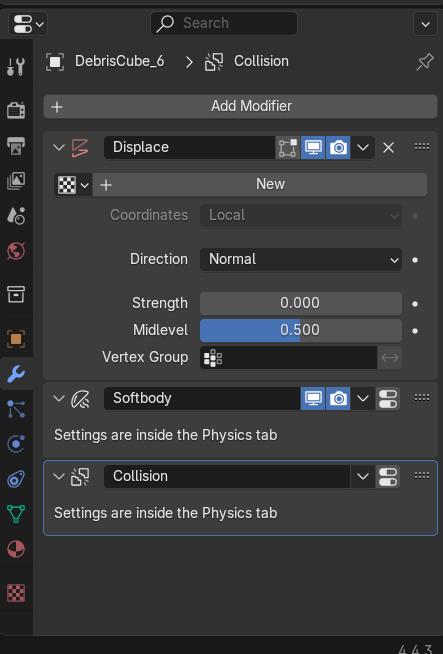 Search
DebrisCube_6 Collision
Add Modifier
Displace
New
Coordinates Local
Direction Normal
Strength 0.000
Midlevel 0.500
Vertex Group
Softbody
Settings are inside the Physics tab
Collision
Settings are inside the Physics tab
4.4.3